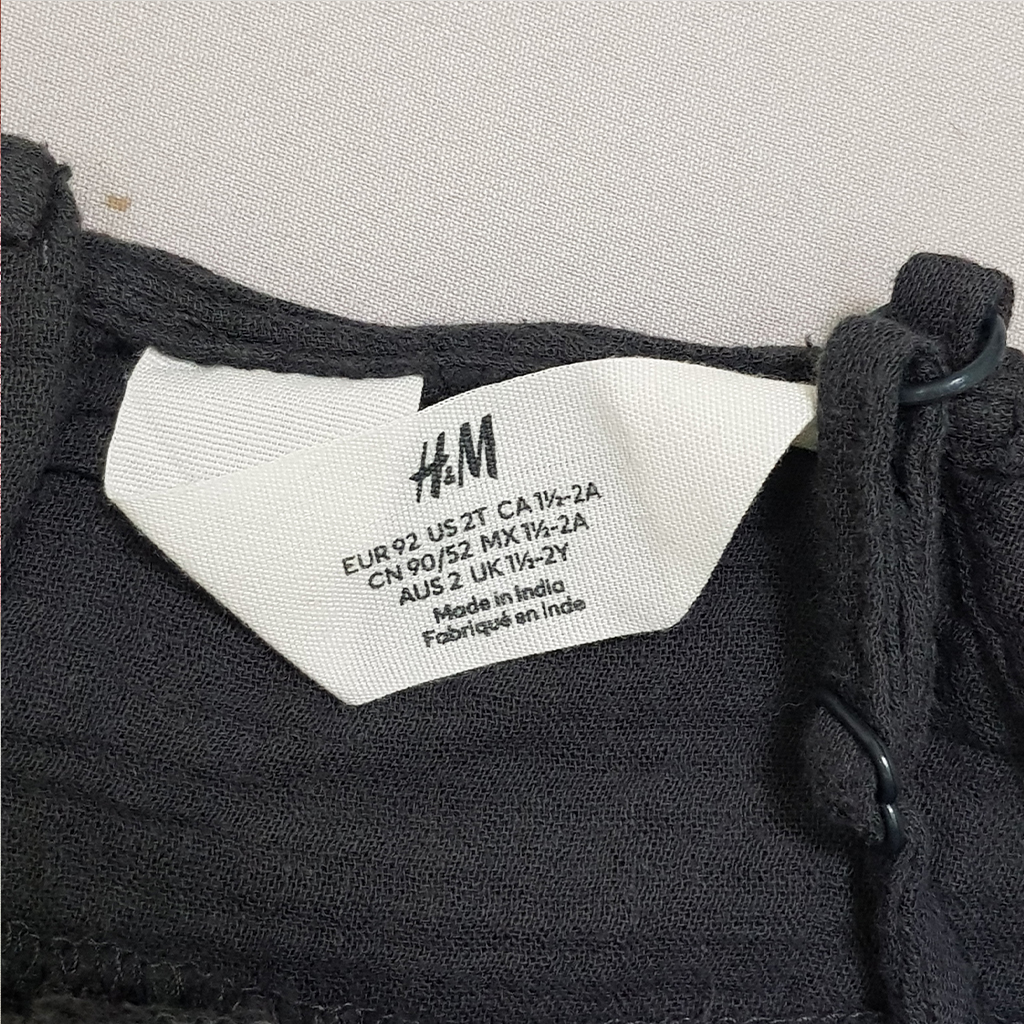 H&M
EUR 92 US 2T CA 1½-2A
CN 90/52 MX 1½-2A
AUS 2 UK 1½-2Y
Made in India
Fabriqué en Inde